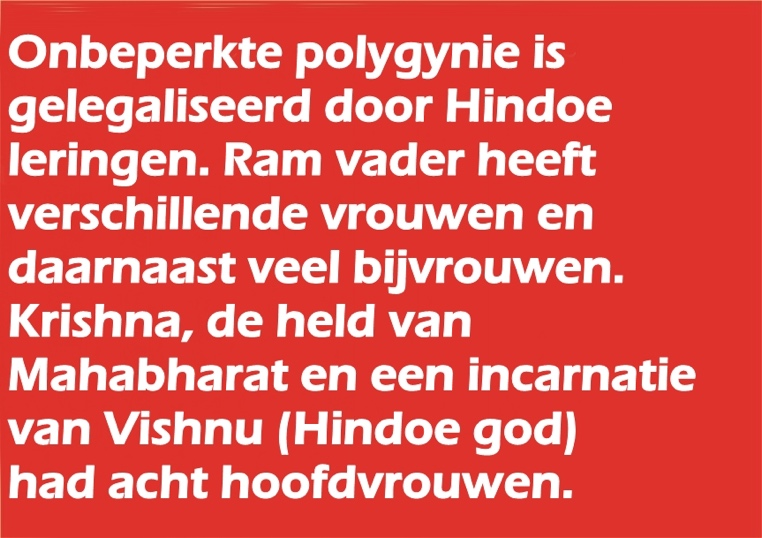 Onbeperkte polygynie is
gelegaliseerd door Hindoe
leringen. Ram vader heeft
verschillende vrouwen en
daarnaast veel bijvrouwen.
Krishna, de held van
Mahabharat en een incarnatie
van Vishnu (Hindoe god)
had acht hoofdvrouwen.